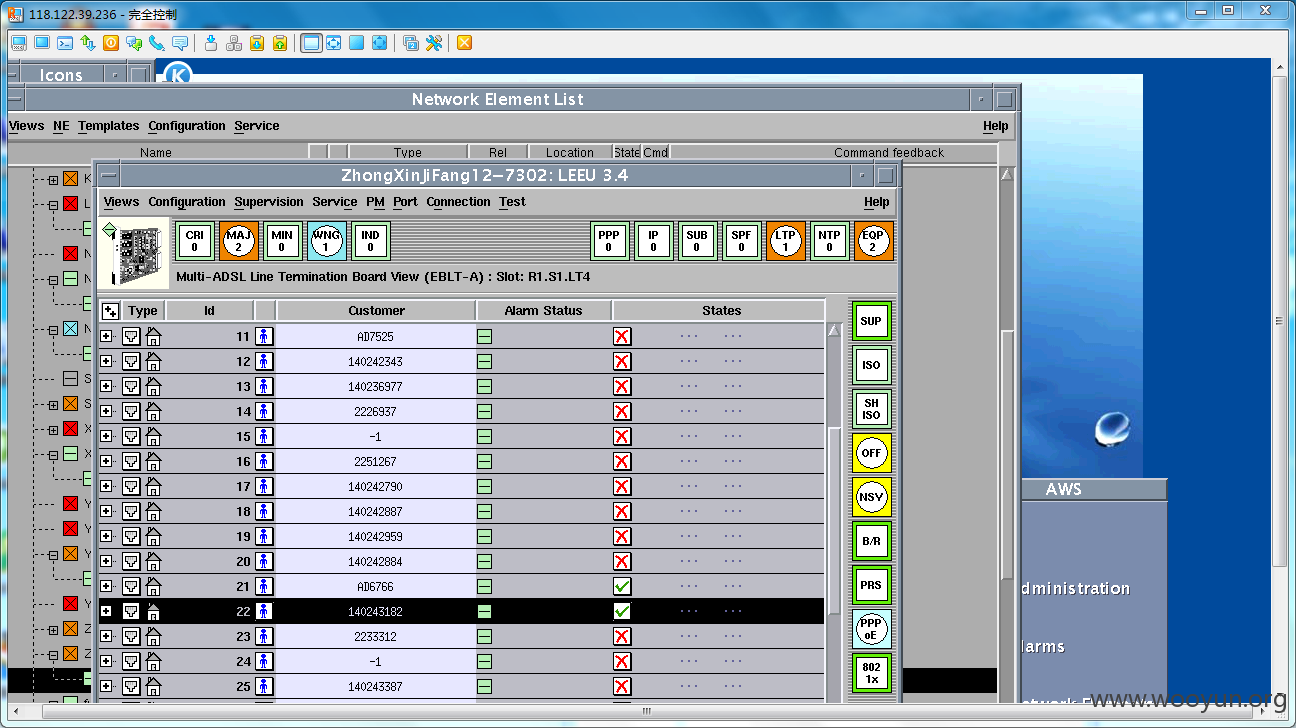 118.122.39.236 - 完全控制
Icons
K
Network Element List
Views NE Templates Configuration Service Help
Name Type Rel Location State Cmd Command feedback
ZhongXinJiFang12-7302: LEEU 3.4
Views Configuration Supervision Service PM Port Connection Test Help
CRI 0 MAJ 2 MIN 0 WNG 1 IND 0 PPP 0 IP 0 SUB 0 SPF 0 LTP 1 NTP 0 EQP 2
Multi-ADSL Line Termination Board View (EBLT-A) : Slot: R1.S1.LT4
Type Id Customer Alarm Status States
11 AD7525
12 140242343
13 140236977
14 2226937
15 -1
16 2251267
17 140242790
18 140242887
19 140242959
20 140242884
21 AD6766
22 140243182
23 2233312
24 -1
25 140243387
SUP
ISO
SH ISO
OFF
NSV
B/R
PRS
PPP oE
802 1x
AWS
dministration
larms
www.wooyun.org